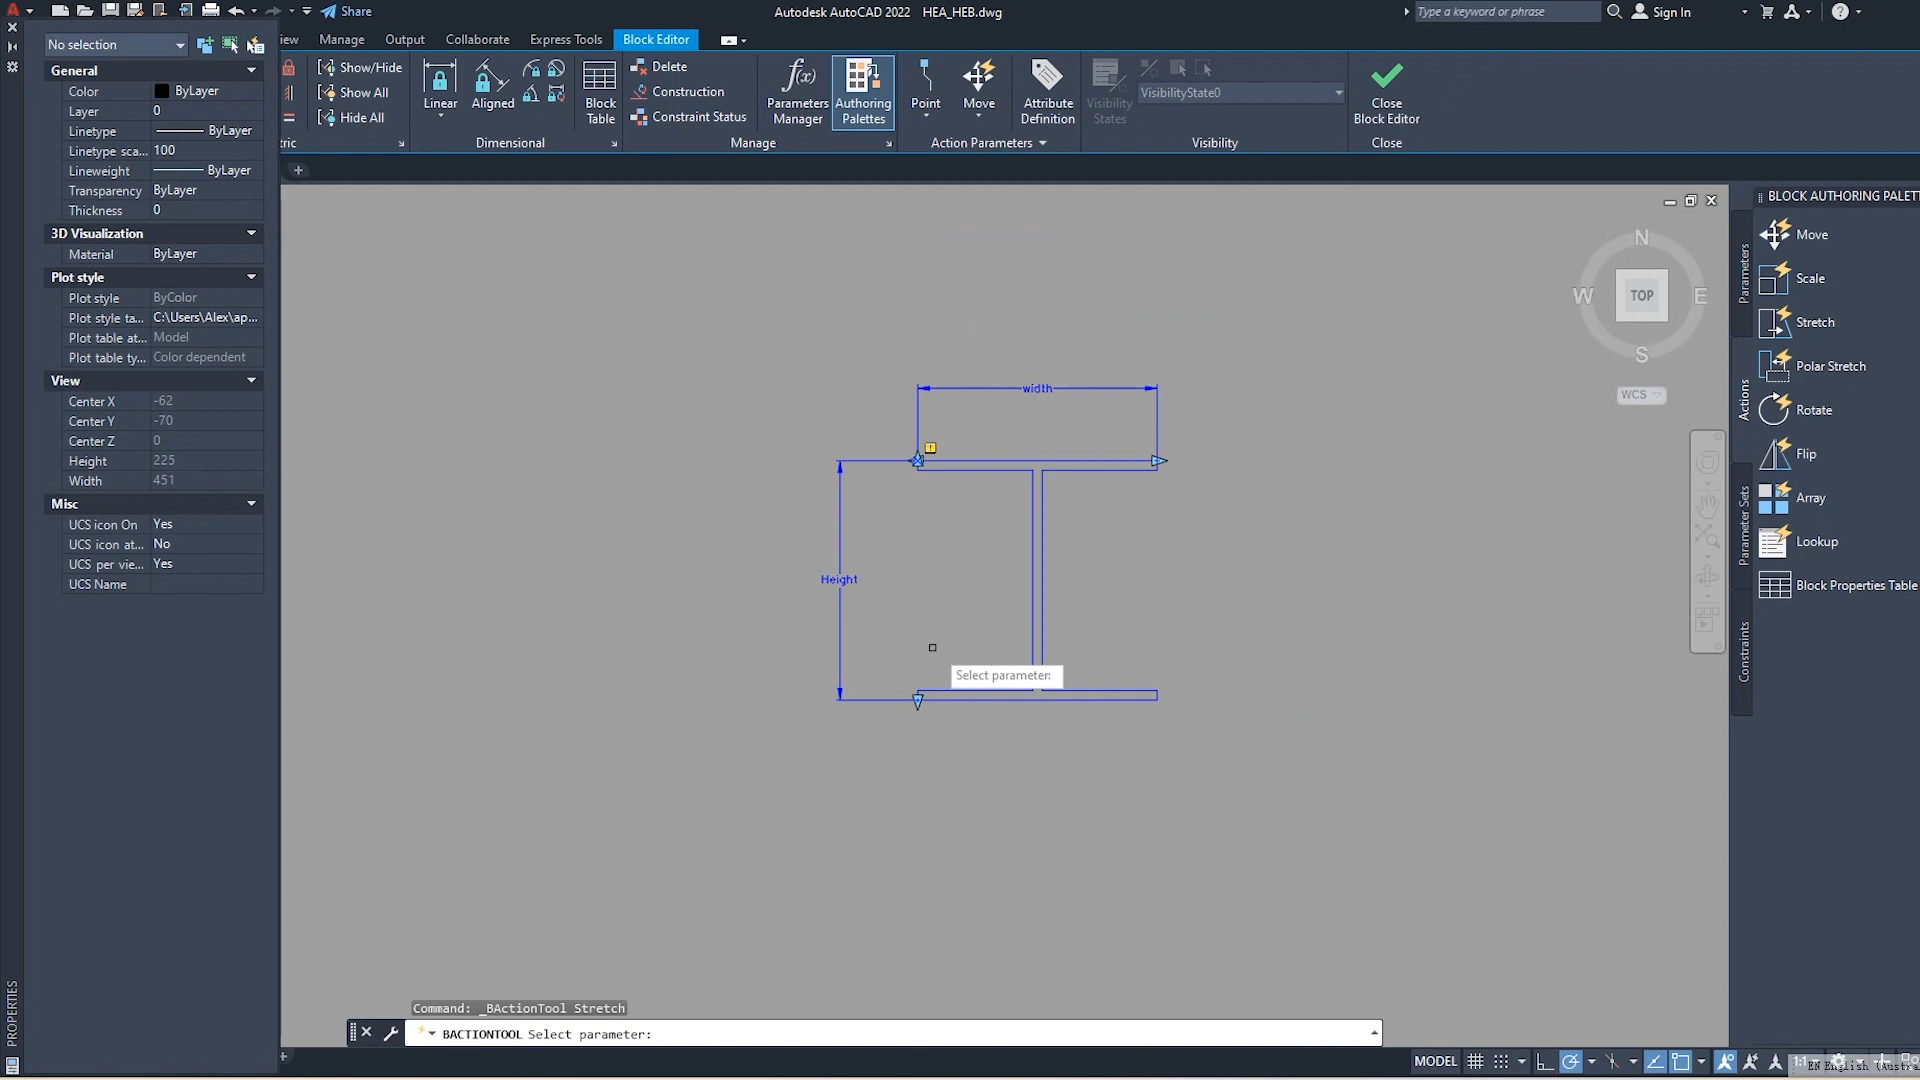 Share
Autodesk AutoCAD 2022 HEA_HEB.dwg
Type a keyword or phrase
Sign In
iew
Manage
Output
Collaborate
Express Tools
Block Editor
Show/Hide
Show All
Hide All
tric
Linear
Aligned
Dimensional
Block
Table
Delete
Construction
Constraint Status
Manage
Parameters
Manager
Authoring
Palettes
Point
Move
Action Parameters
Attribute
Definition
Visibility
States
VisibilityState0
Visibility
Close
Block Editor
Close
No selection
General
Color ByLayer
Layer 0
Linetype ByLayer
Linetype sca... 100
Lineweight ByLayer
Transparency ByLayer
Thickness 0
3D Visualization
Material ByLayer
Plot style
Plot style ByColor
Plot style ta... C:\Users\Alex\ap...
Plot table at... Model
Plot table ty... Color dependent
View
Center X -62
Center Y -70
Center Z 0
Height 225
Width 451
Misc
UCS icon On Yes
UCS icon at... No
UCS per vie... Yes
UCS Name
PROPERTIES
width
Height
Select parameter:
N
W
TOP
E
S
WCS
BLOCK AUTHORING PALETT
Parameters
Actions
Parameter Sets
Constraints
Move
Scale
Stretch
Polar Stretch
Rotate
Flip
Array
Lookup
Block Properties Table
Command: _BActionTool Stretch
BACTIONTOOL Select parameter:
MODEL
1:1
EN English (Austra